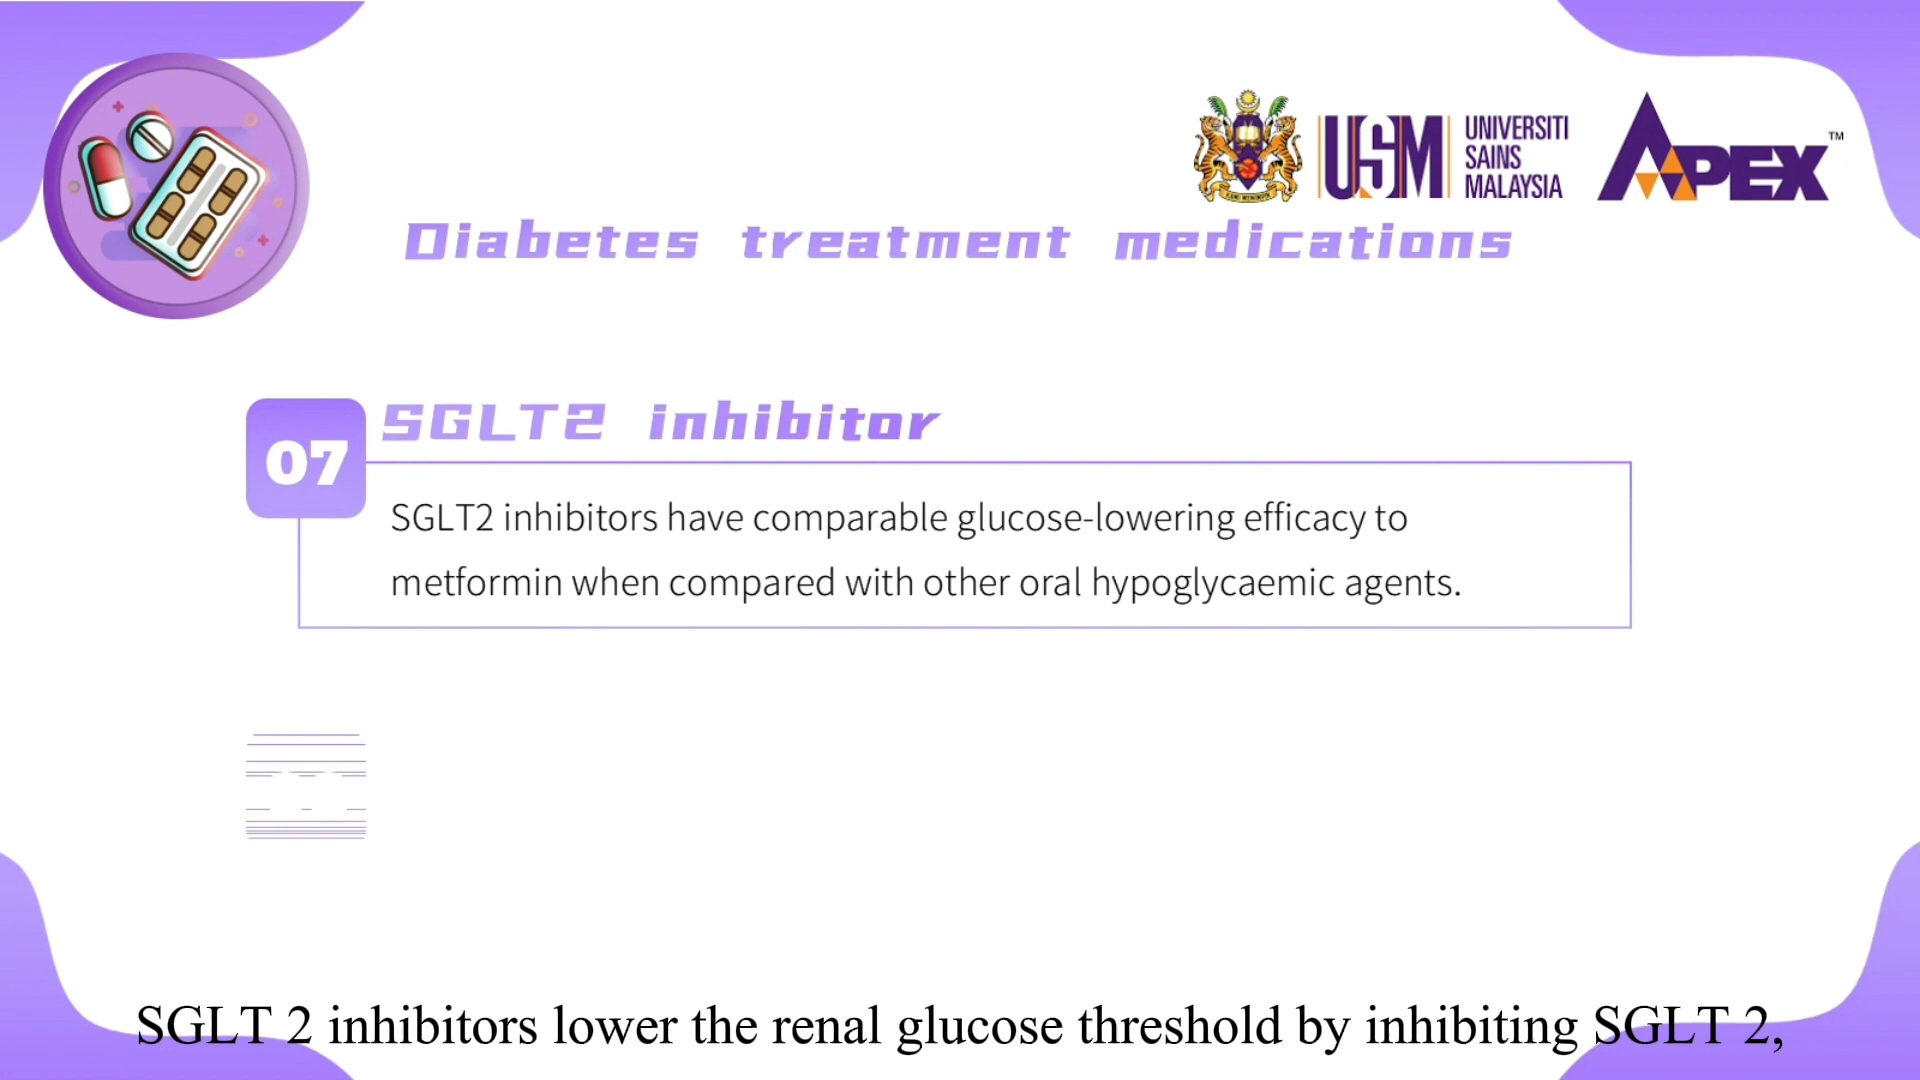 USM
UNIVERSITI
SAINS
MALAYSIA
APEX™
Diabetes treatment medications
07
SGLT2 inhibitor
SGLT2 inhibitors have comparable glucose-lowering efficacy to
metformin when compared with other oral hypoglycaemic agents.
SGLT 2 inhibitors lower the renal glucose threshold by inhibiting SGLT 2,